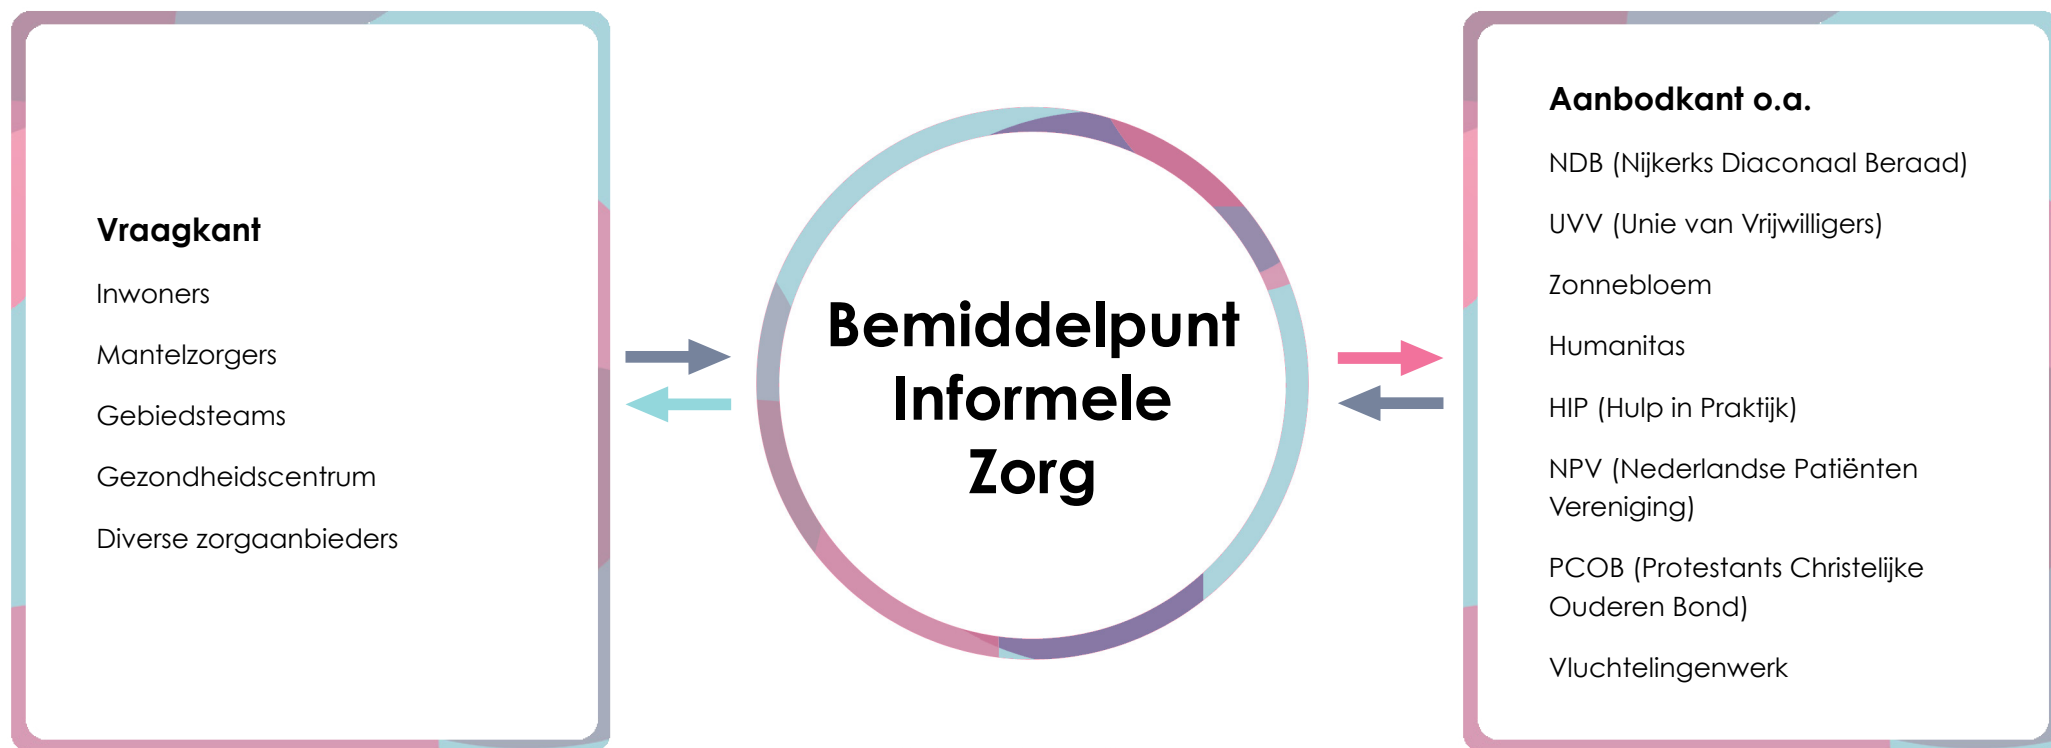 Vraagkant
Inwoners
Mantelzorgers
Gebiedsteams
Gezondheidscentrum
Diverse zorgaanbieders
Bemiddelpunt
Informele
Zorg
Aanbodkant o.a.
NDB (Nijkerks Diaconaal Beraad)
UVV (Unie van Vrijwilligers)
Zonnebloem
Humanitas
HIP (Hulp in Praktijk)
NPV (Nederlandse Patiënten
Vereniging)
PCOB (Protestants Christelijke
Ouderen Bond)
Vluchtelingenwerk